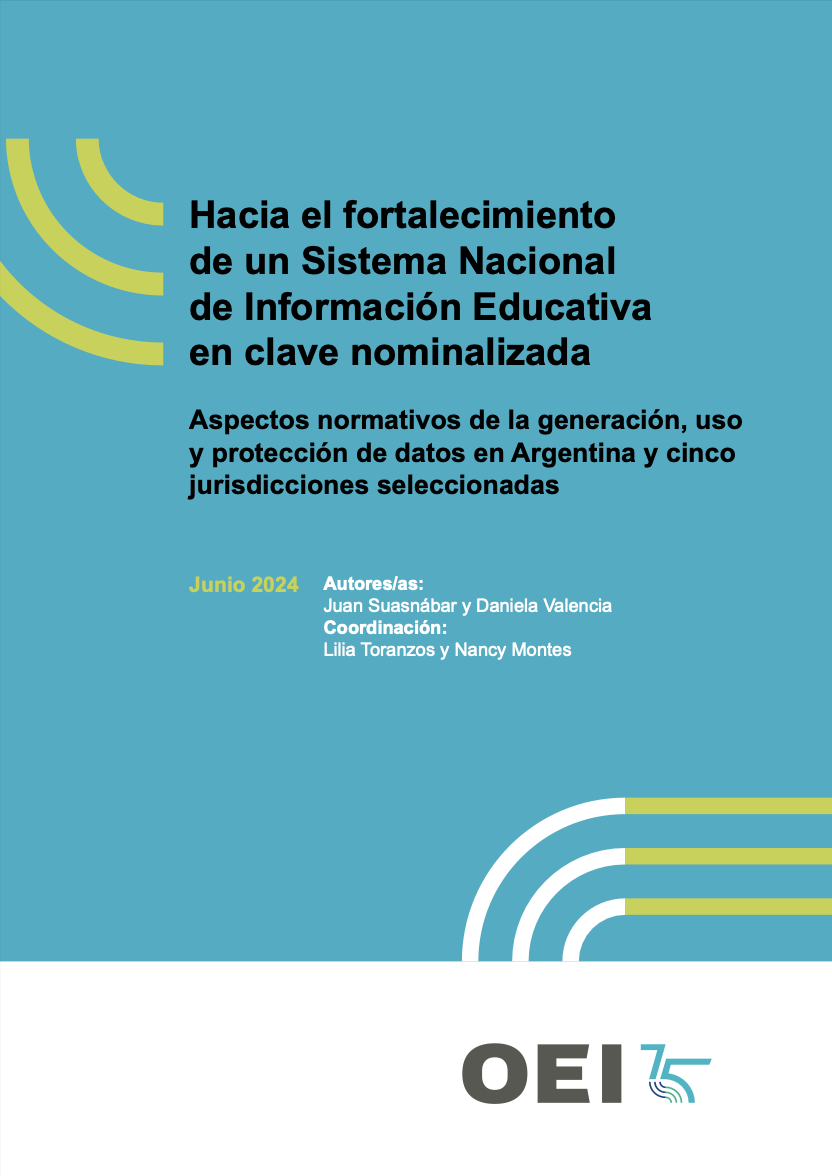 Hacia el fortalecimiento
de un Sistema Nacional
de Información Educativa
en clave nominalizada
Aspectos normativos de la generación, uso
y protección de datos en Argentina y cinco
jurisdicciones seleccionadas
Junio 2024
Autores/as:
Juan Suasnábar y Daniela Valencia
Coordinación:
Lilia Toranzos y Nancy Montes
OEI 75